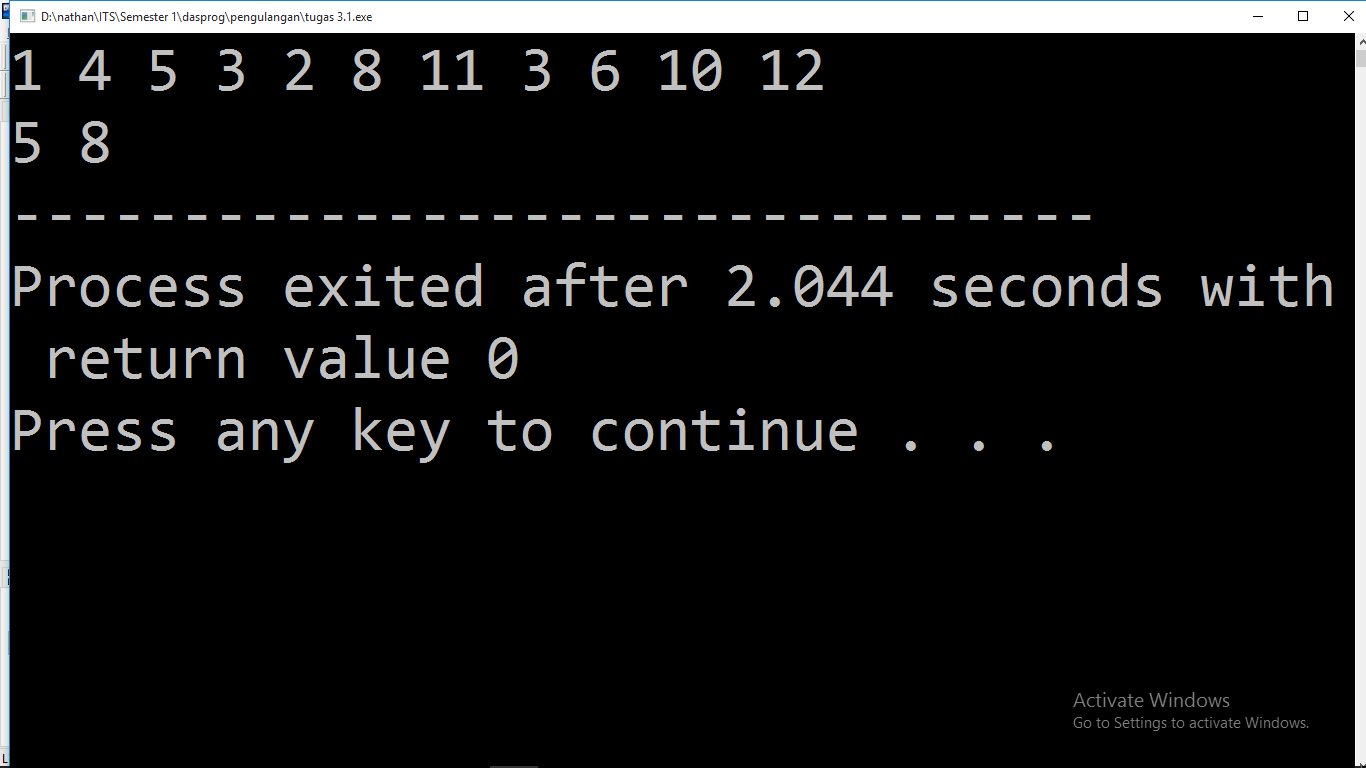 D:\nathan\ITS\Semester 1\dasprog\pengulangan\tugas 3.1.exe
1 4 5 3 2 8 11 3 6 10 12
5 8
--------------------------------
Process exited after 2.044 seconds with
return value 0
Press any key to continue . . .
Activate Windows
Go to Settings to activate Windows.
L